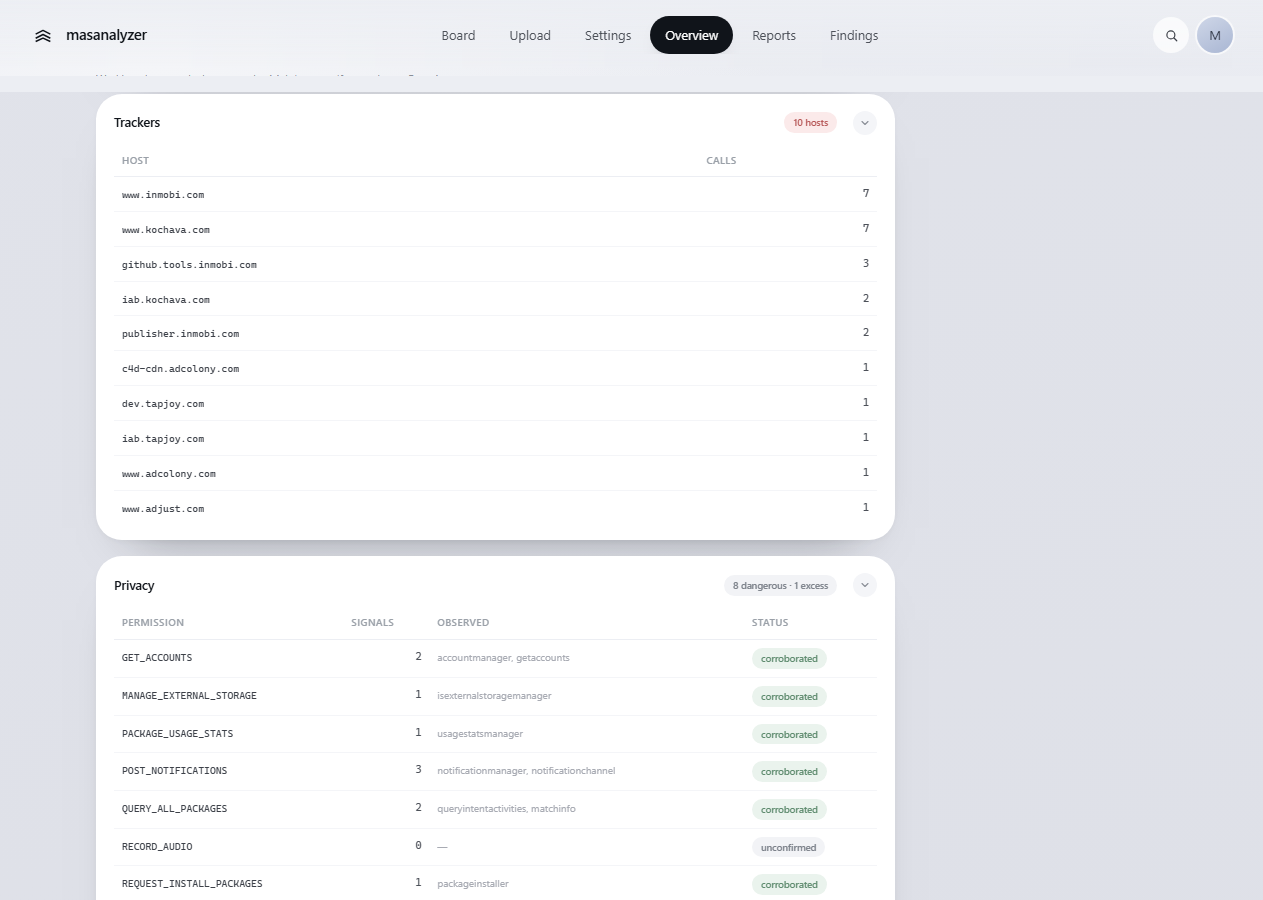 masanalyzer
Board Upload Settings Overview Reports Findings
M
Trackers
10 hosts
HOST CALLS
www.inmobi.com 7
www.kochava.com 7
github.tools.inmobi.com 3
iab.kochava.com 2
publisher.inmobi.com 2
c4d-cdn.adcolony.com 1
dev.tapjoy.com 1
iab.tapjoy.com 1
www.adcolony.com 1
www.adjust.com 1
Privacy
8 dangerous · 1 excess
PERMISSION SIGNALS OBSERVED STATUS
GET_ACCOUNTS 2 accountmanager, getaccounts corroborated
MANAGE_EXTERNAL_STORAGE 1 isexternalstoragemanager corroborated
PACKAGE_USAGE_STATS 1 usagestatsmanager corroborated
POST_NOTIFICATIONS 3 notificationmanager, notificationchannel corroborated
QUERY_ALL_PACKAGES 2 queryintentactivities, matchinfo corroborated
RECORD_AUDIO 0 — unconfirmed
REQUEST_INSTALL_PACKAGES 1 packageinstaller corroborated